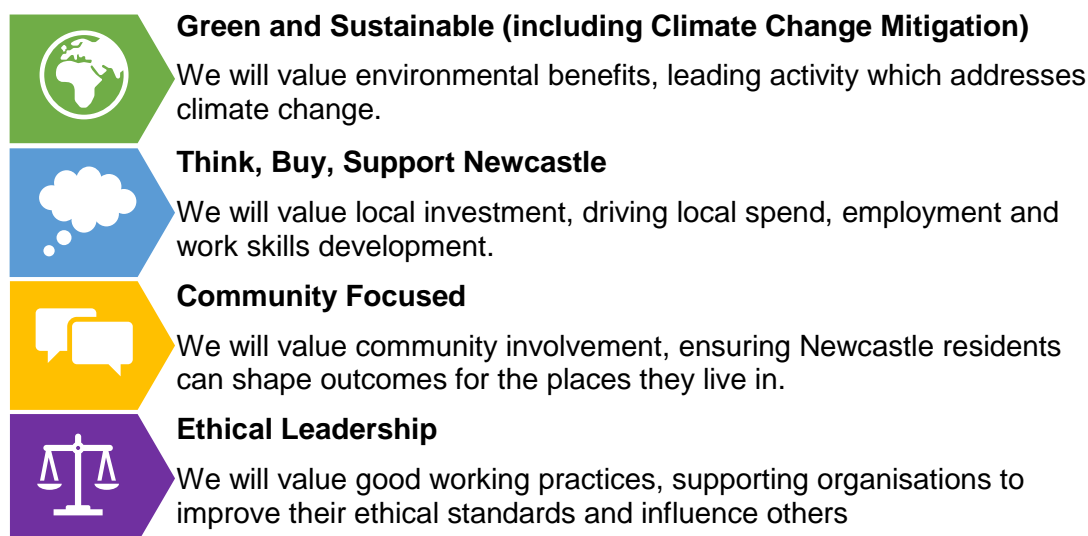 Green and Sustainable (including Climate Change Mitigation)
We will value environmental benefits, leading activity which addresses
climate change.
Think, Buy, Support Newcastle
We will value local investment, driving local spend, employment and
work skills development.
Community Focused
We will value community involvement, ensuring Newcastle residents
can shape outcomes for the places they live in.
Ethical Leadership
We will value good working practices, supporting organisations to
improve their ethical standards and influence others